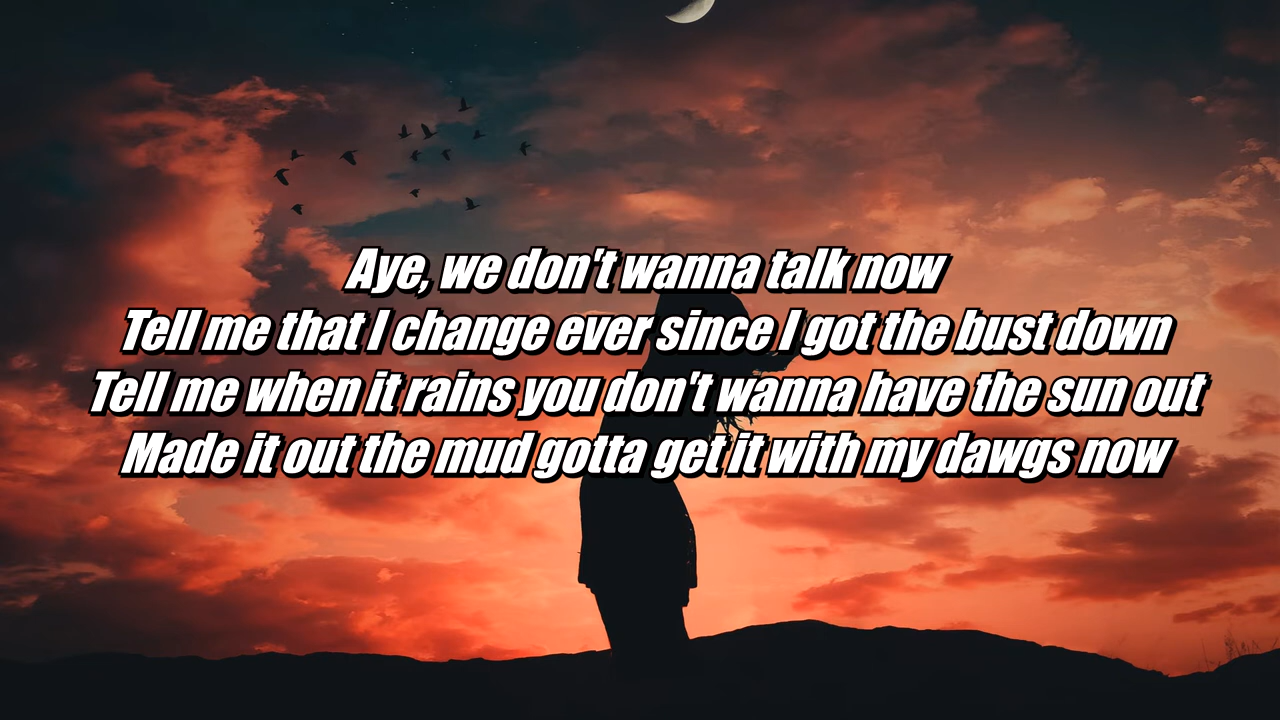 Aye, we don't wanna talk now
Tell me that I change ever since I got the bust down
Tell me when it rains you don't wanna have the sun out
Made it out the mud gotta get it with my dawgs now